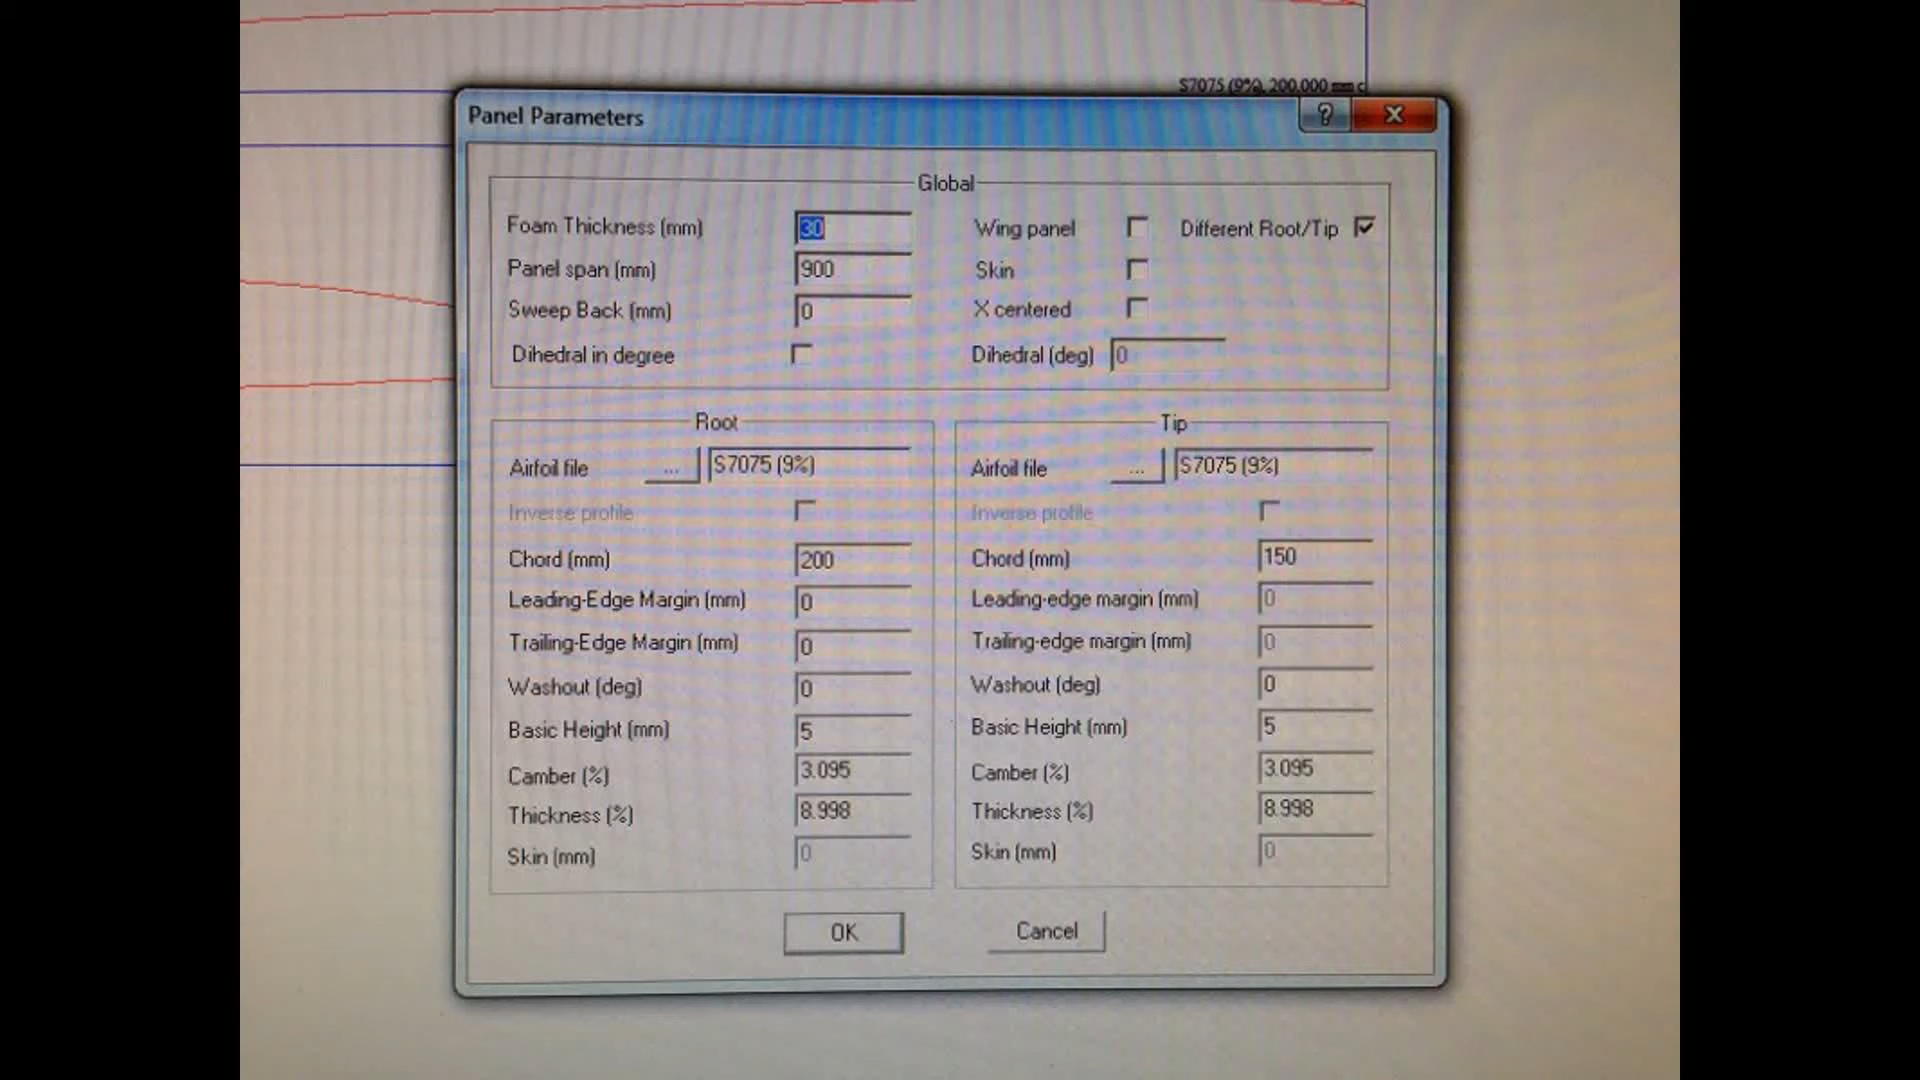 S7075 (9%), 200.000 mm c
Panel Parameters
?
X
Global
Foam Thickness (mm) 30 Wing panel Different Root/Tip
Panel span (mm) 900 Skin
Sweep Back (mm) 0 X centered
Dihedral in degree Dihedral (deg) 0
Root Tip
Airfoil file ... S7075 (9%) Airfoil file ... S7075 (9%)
Inverse profile Inverse profile
Chord (mm) 200 Chord (mm) 150
Leading-Edge Margin (mm) 0 Leading-edge margin (mm) 0
Trailing-Edge Margin (mm) 0 Trailing-edge margin (mm) 0
Washout (deg) 0 Washout (deg) 0
Basic Height (mm) 5 Basic Height (mm) 5
Camber (%) 3.095 Camber (%) 3.095
Thickness (%) 8.998 Thickness (%) 8.998
Skin (mm) 0 Skin (mm) 0
OK Cancel